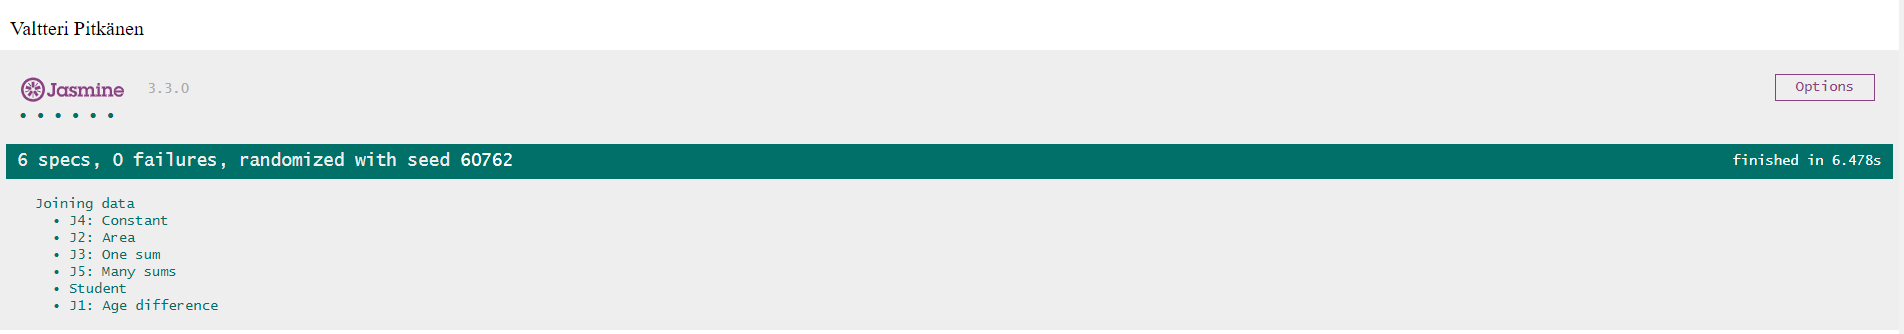 Valtteri Pitkänen
Jasmine 3.3.0 Options
• • • • • •
6 specs, 0 failures, randomized with seed 60762 finished in 6.478s
Joining data
• J4: Constant
• J2: Area
• J3: One sum
• J5: Many sums
• Student
• J1: Age difference